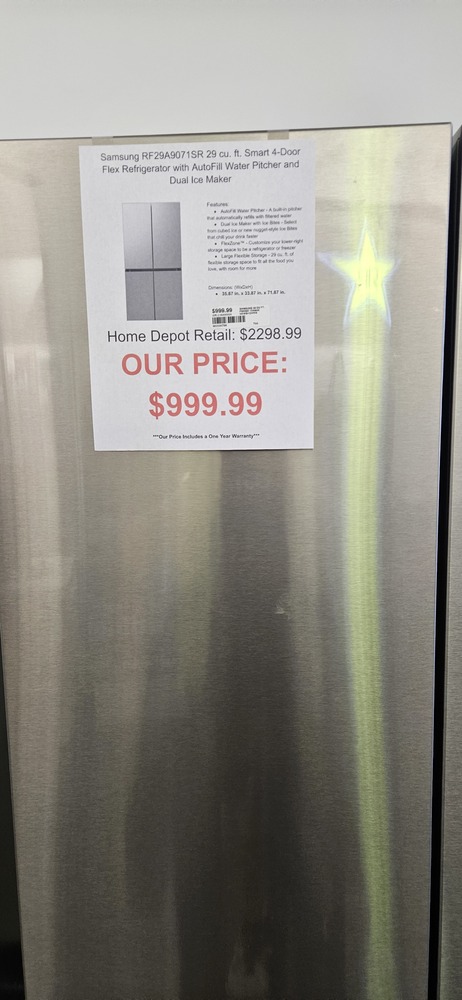 Samsung RF29A9071SR 29 cu. ft. Smart 4-Door
Flex Refrigerator with AutoFill Water Pitcher and
Dual Ice Maker
Features:
• AutoFill Water Pitcher - A built-in pitcher
that automatically refills with filtered water
• Dual Ice Maker with Ice Bites - Select
from cubed ice or new nugget-style Ice Bites
that chill your drink faster
• FlexZone™ - Customize your lower-right
storage space to be a refrigerator or freezer
• Large Flexible Storage - 29 cu. ft. of
flexible storage space to fit all the food you
love, with room for more
Dimensions: (WxDxH)
• 35.87 in. x 33.87 in. x 71.87 in.
$999.99
Home Depot Retail: $2298.99
OUR PRICE:
$999.99
***Our Price Includes a One Year Warranty***